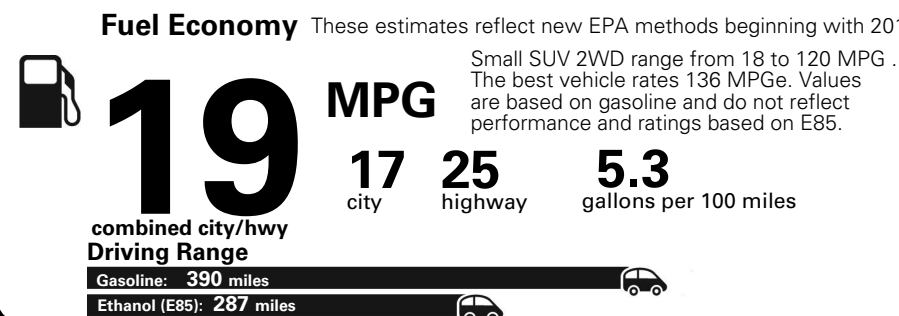 Fuel Economy These estimates reflect new EPA methods beginning with
Small SUV 2WD range from 18 to 120 MPG .
The best vehicle rates 136 MPGe. Values
are based on gasoline and do not reflect
performance and ratings based on E85.
19
MPG
17
city
25
highway
5.3
gallons per 100 miles
combined city/hwy
Driving Range
Gasoline: 390 miles
Ethanol (E85): 287 miles